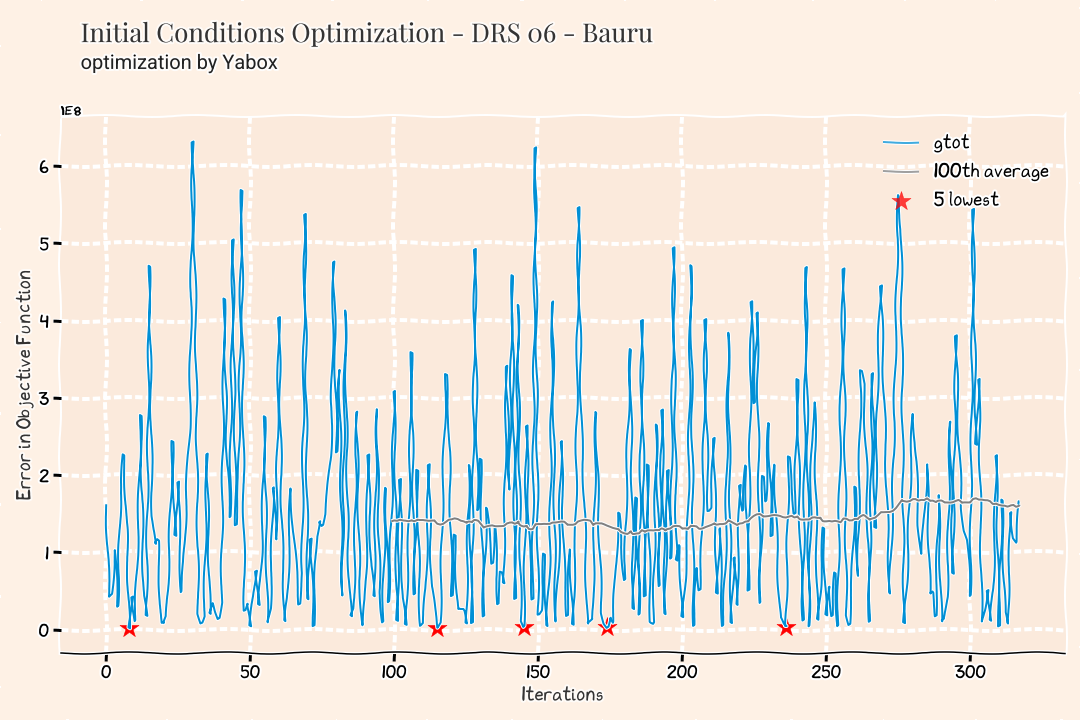 Initial Conditions Optimization - DRS 06 - Bauru
optimization by Yabox
1E8
gtot
100th average
5 lowest
Error in Objective Function
6
5
4
3
2
1
0
0 50 100 150 200 250 300
Iterations